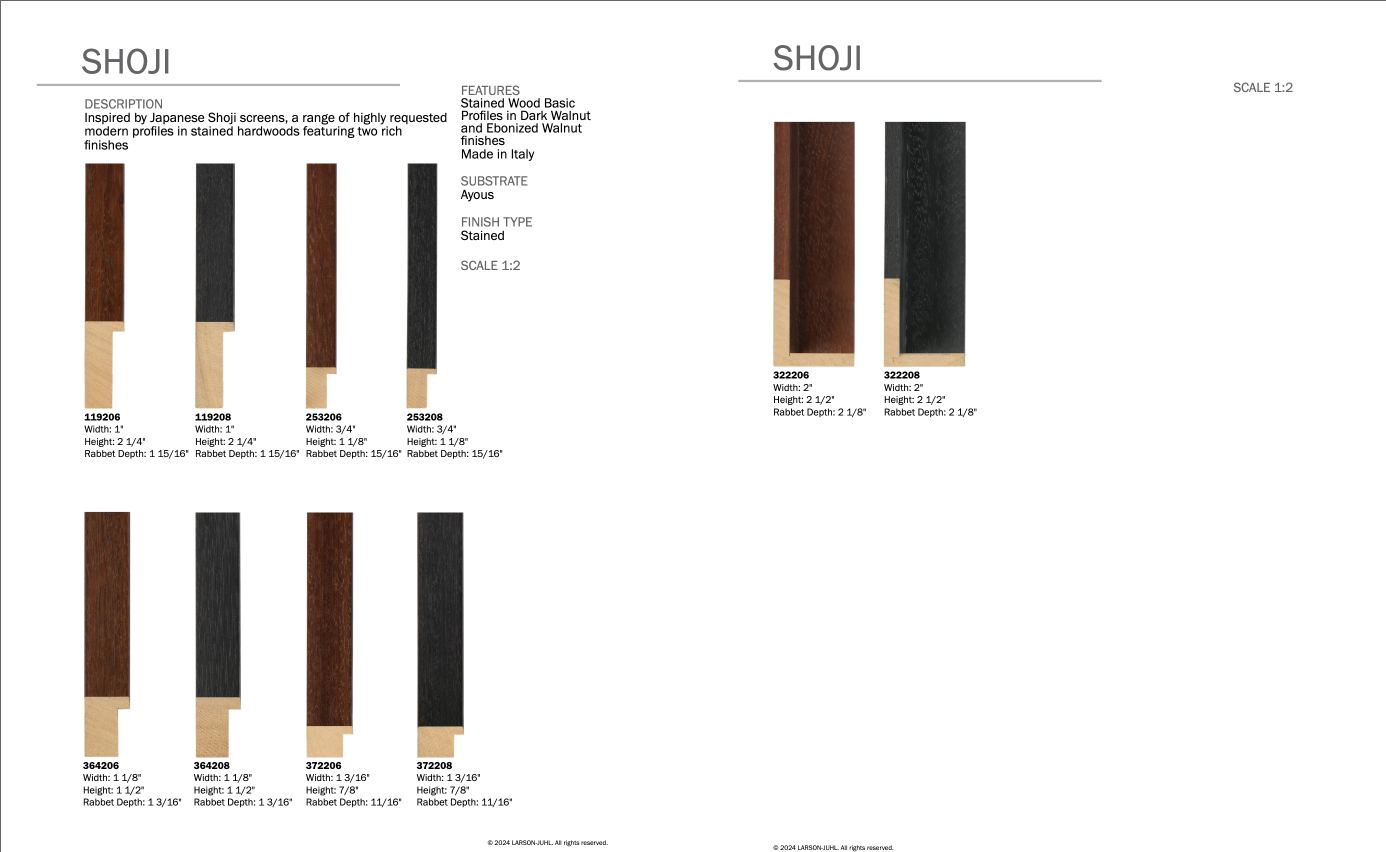 SHOJI
DESCRIPTION
Inspired by Japanese Shoji screens, a range of highly requested
modern profiles in stained hardwoods featuring two rich
finishes
FEATURES
Stained Wood Basic
Profiles in Dark Walnut
and Ebonized Walnut
finishes
Made in Italy
SUBSTRATE
Ayous
FINISH TYPE
Stained
SCALE 1:2
119206
Width: 1"
Height: 2 1/4"
Rabbet Depth: 1 15/16"
119208
Width: 1"
Height: 2 1/4"
Rabbet Depth: 1 15/16"
253206
Width: 3/4"
Height: 1 1/8"
Rabbet Depth: 15/16"
253208
Width: 3/4"
Height: 1 1/8"
Rabbet Depth: 15/16"
364206
Width: 1 1/8"
Height: 1 1/2"
Rabbet Depth: 1 3/16"
364208
Width: 1 1/8"
Height: 1 1/2"
Rabbet Depth: 1 3/16"
372206
Width: 1 3/16"
Height: 7/8"
Rabbet Depth: 11/16"
372208
Width: 1 3/16"
Height: 7/8"
Rabbet Depth: 11/16"
© 2024 LARSON-JUHL. All rights reserved.
SHOJI
SCALE 1:2
322206
Width: 2"
Height: 2 1/2"
Rabbet Depth: 2 1/8"
322208
Width: 2"
Height: 2 1/2"
Rabbet Depth: 2 1/8"
© 2024 LARSON-JUHL. All rights reserved.